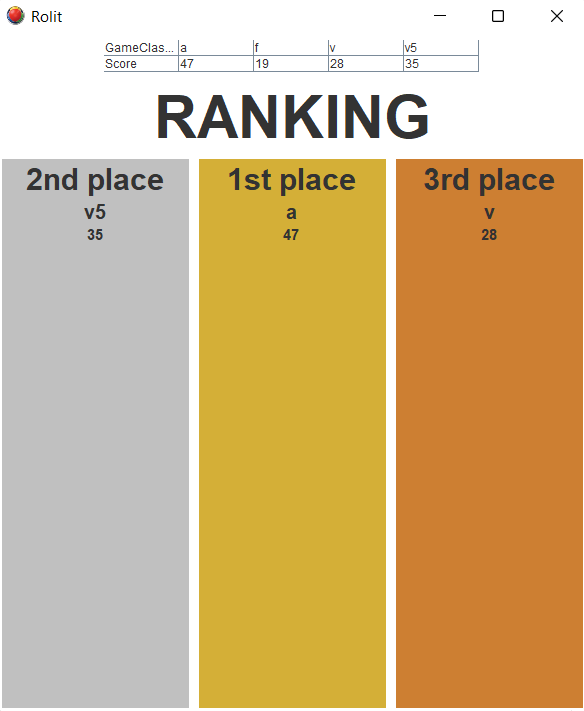 Rolit
GameClas... a f v v5
Score 47 19 28 35
RANKING
2nd place
v5
35
1st place
a
47
3rd place
v
28